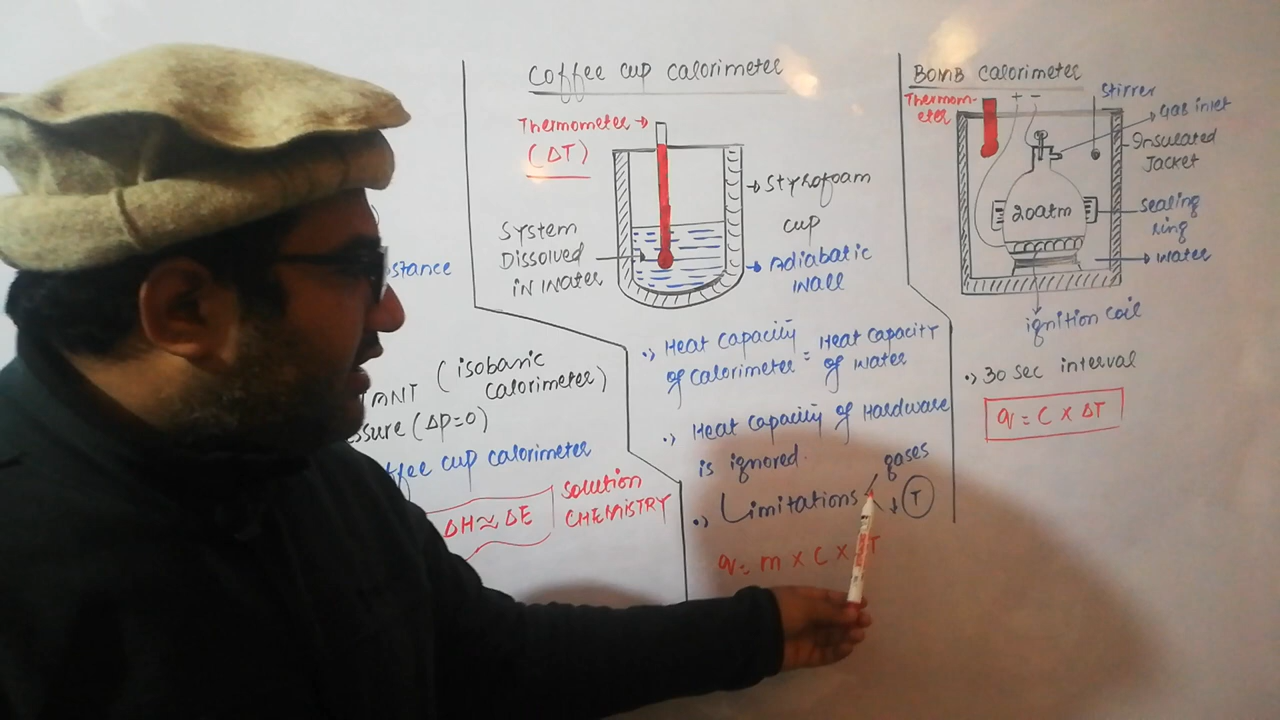 stance
TANT (isobaric
calorimeter)
ssure (ΔP=0)
ffee cup calorimeter
ΔH≈ΔE
solution
CHEMISTRY
coffee cup calorimeter
Thermometer →
(ΔT)
System
Dissolved
in water
→ Styrofoam
cup
→ Adiabatic
wall
•) Heat capacity
of calorimeter = Heat capacity
of water
•) Heat capacity of Hardware
is ignored.
•) Limitations
gases
↓ T
q = m × C × T
BOMB calorimeter
Thermom-
eter
+ −
Stirrer
Gas inlet
Insulated
Jacket
20atm
sealing
ring
water
ignition coil
•) 30 sec interval
q = C × ΔT